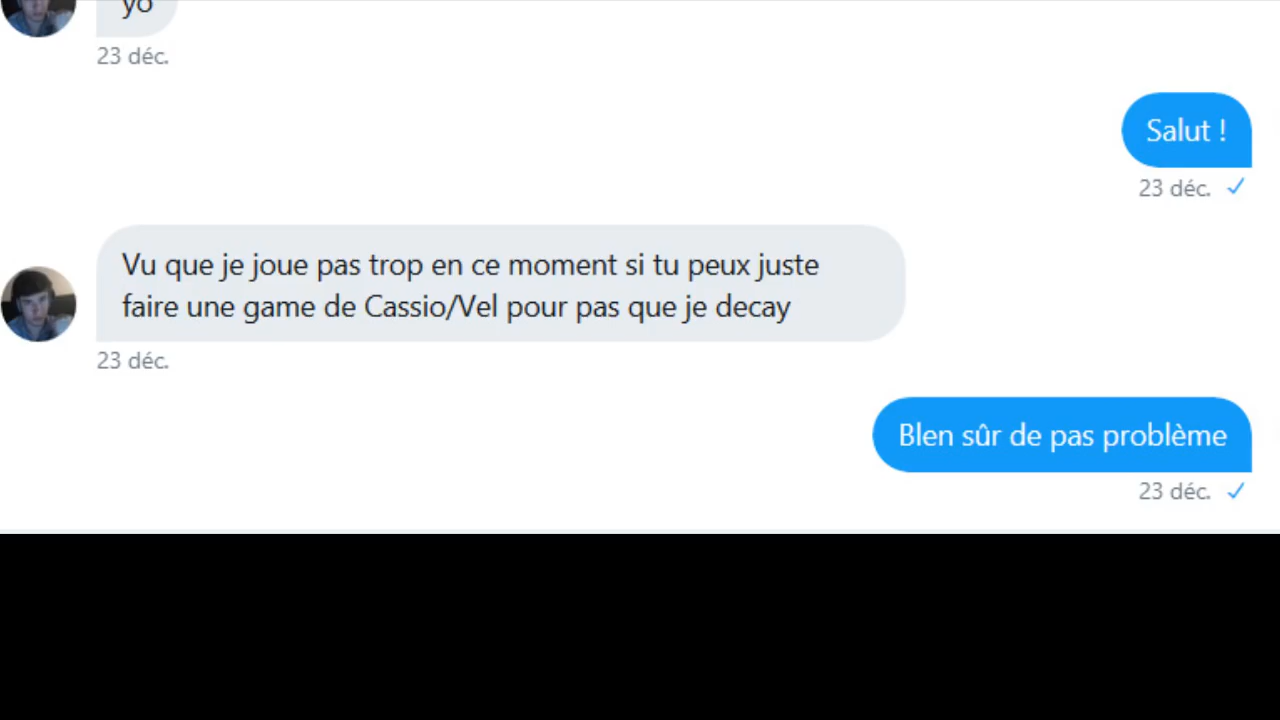 yo
23 déc.
Salut !
23 déc.
Vu que je joue pas trop en ce moment si tu peux juste
faire une game de Cassio/Vel pour pas que je decay
23 déc.
Blen sûr de pas problème
23 déc.